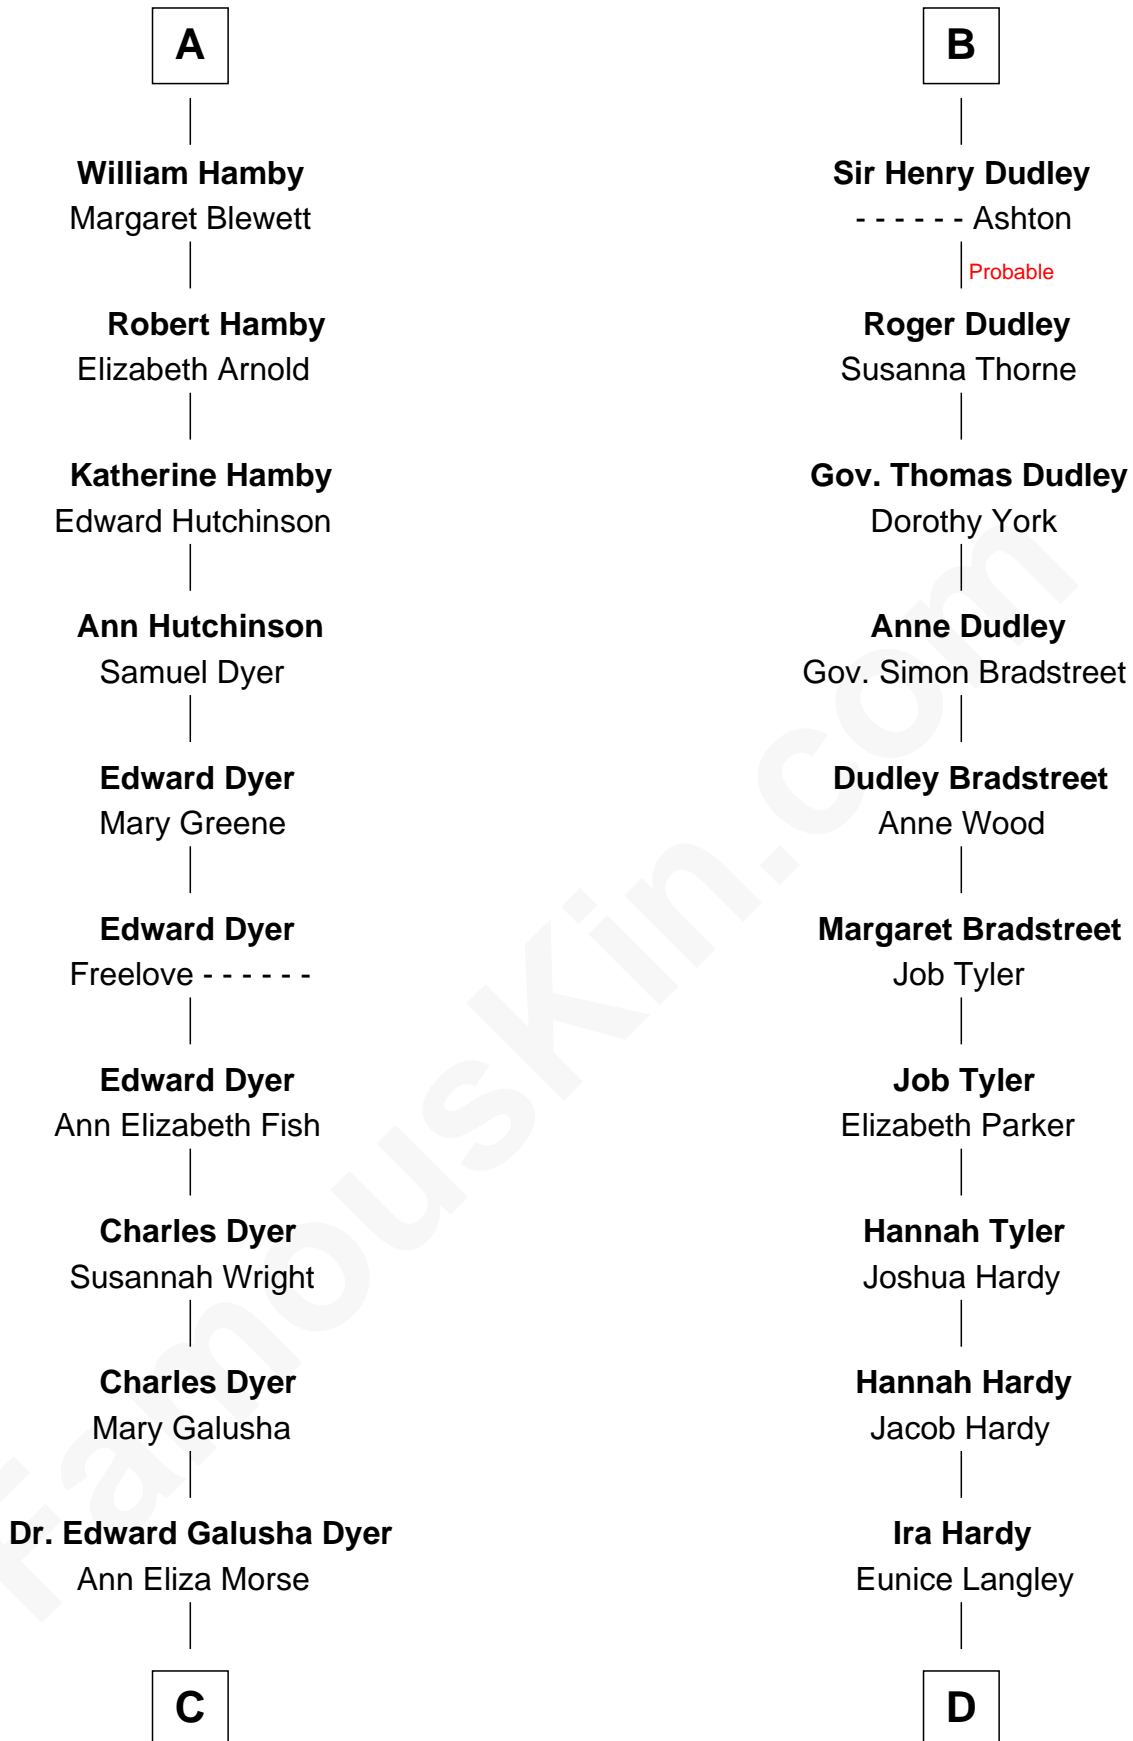 A
William Hamby
Margaret Blewett
Robert Hamby
Elizabeth Arnold
Katherine Hamby
Edward Hutchinson
Ann Hutchinson
Samuel Dyer
Edward Dyer
Mary Greene
Edward Dyer
Freelove - - - - - -
Edward Dyer
Ann Elizabeth Fish
Charles Dyer
Susannah Wright
Charles Dyer
Mary Galusha
Dr. Edward Galusha Dyer
Ann Eliza Morse
C
B
Sir Henry Dudley
- - - - - - Ashton
Probable
Roger Dudley
Susanna Thorne
Gov. Thomas Dudley
Dorothy York
Anne Dudley
Gov. Simon Bradstreet
Dudley Bradstreet
Anne Wood
Margaret Bradstreet
Job Tyler
Job Tyler
Elizabeth Parker
Hannah Tyler
Joshua Hardy
Hannah Hardy
Jacob Hardy
Ira Hardy
Eunice Langley
D
FamousKin.com